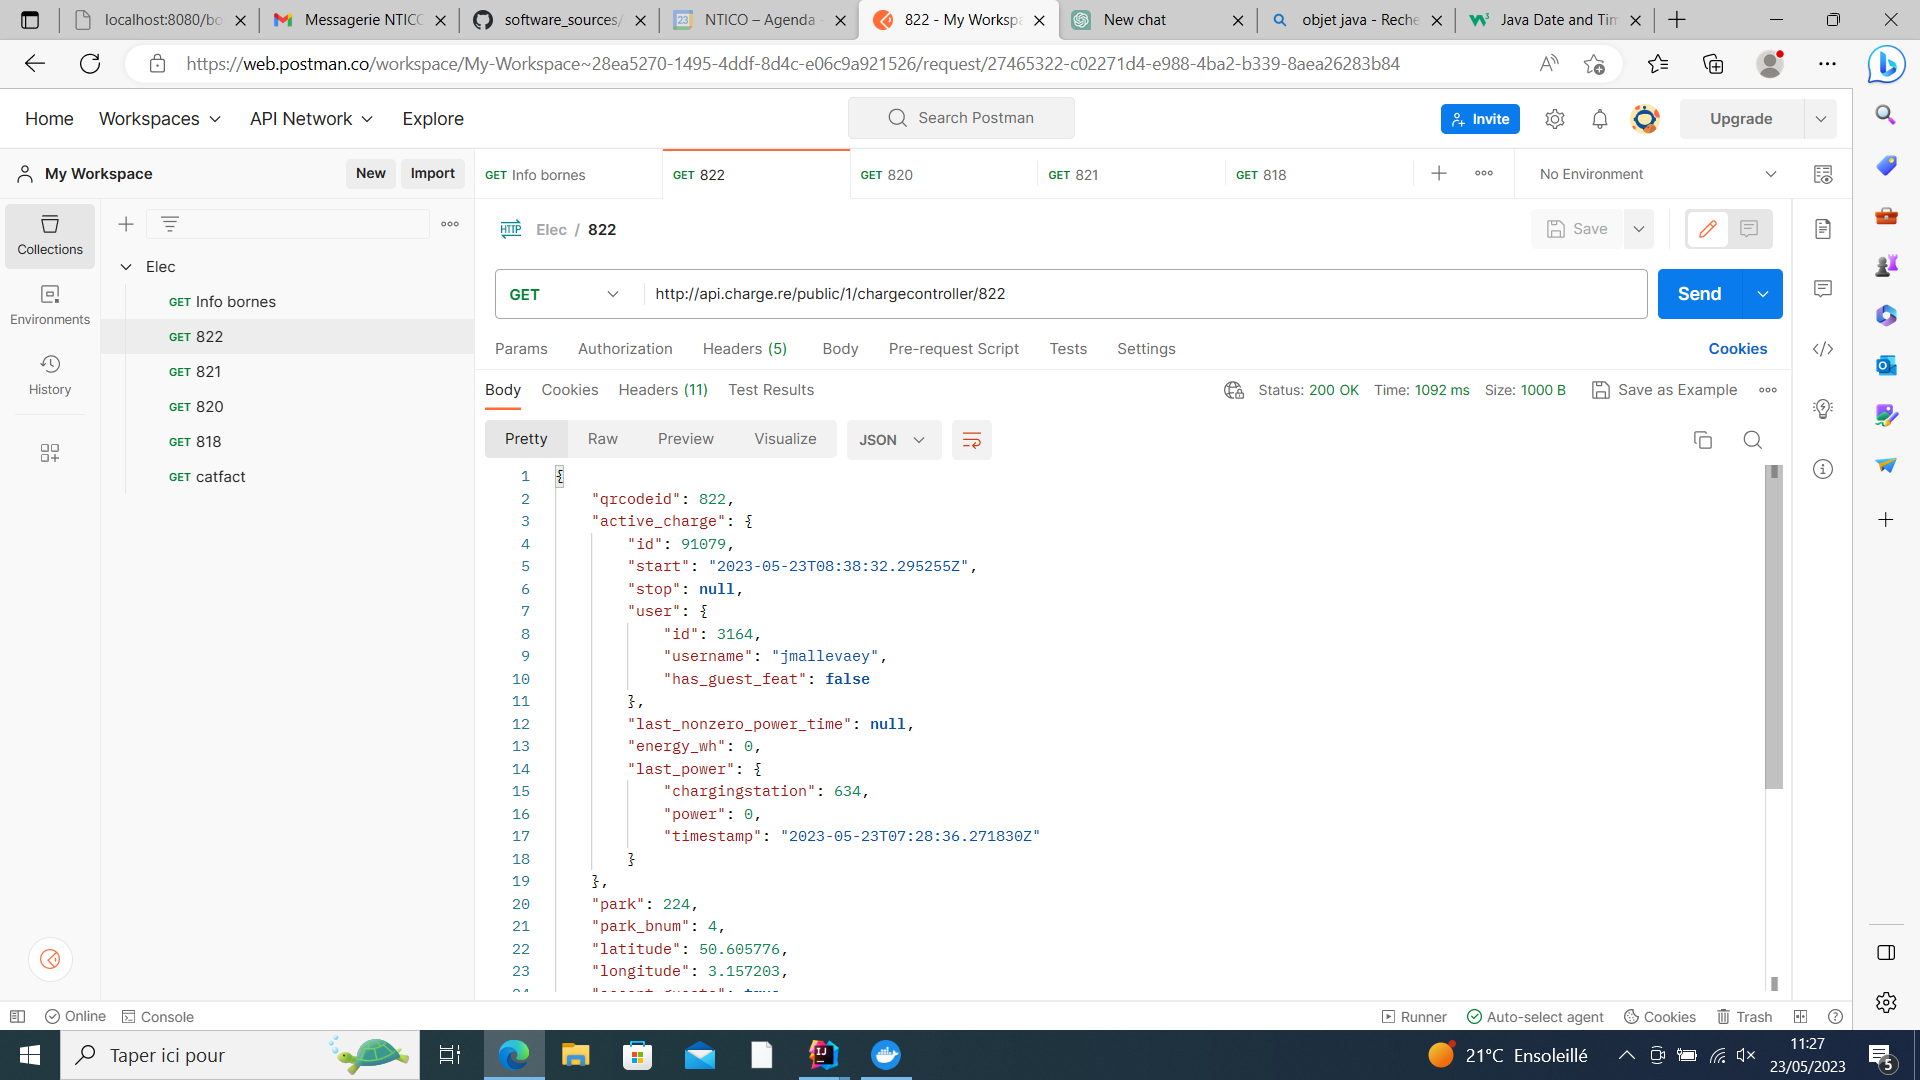 localhost:8080/bo
Messagerie NTICO
software_sources/
NTICO – Agenda -
822 - My Workspa
New chat
objet java - Reche
Java Date and Tim
https://web.postman.co/workspace/My-Workspace~28ea5270-1495-4ddf-8d4c-e06c9a921526/request/27465322-c02271d4-e988-4ba2-b339-8aea26283b84
Home
Workspaces
API Network
Explore
Search Postman
Invite
Upgrade
My Workspace
New
Import
GET Info bornes
GET 822
GET 820
GET 821
GET 818
No Environment
Collections
Environments
History
Elec
GET Info bornes
GET 822
GET 821
GET 820
GET 818
GET catfact
HTTP
Elec / 822
Save
GET
http://api.charge.re/public/1/chargecontroller/822
Send
Params
Authorization
Headers (5)
Body
Pre-request Script
Tests
Settings
Cookies
Body
Cookies
Headers (11)
Test Results
Status: 200 OK
Time: 1092 ms
Size: 1000 B
Save as Example
Pretty
Raw
Preview
Visualize
JSON
1 {
2 "qrcodeid": 822,
3 "active_charge": {
4 "id": 91079,
5 "start": "2023-05-23T08:38:32.295255Z",
6 "stop": null,
7 "user": {
8 "id": 3164,
9 "username": "jmallevaey",
10 "has_guest_feat": false
11 },
12 "last_nonzero_power_time": null,
13 "energy_wh": 0,
14 "last_power": {
15 "chargingstation": 634,
16 "power": 0,
17 "timestamp": "2023-05-23T07:28:36.271830Z"
18 }
19 },
20 "park": 224,
21 "park_bnum": 4,
22 "latitude": 50.605776,
23 "longitude": 3.157203,
Online
Console
Runner
Auto-select agent
Cookies
Trash
Taper ici pour
21°C Ensoleillé
11:27
23/05/2023
5